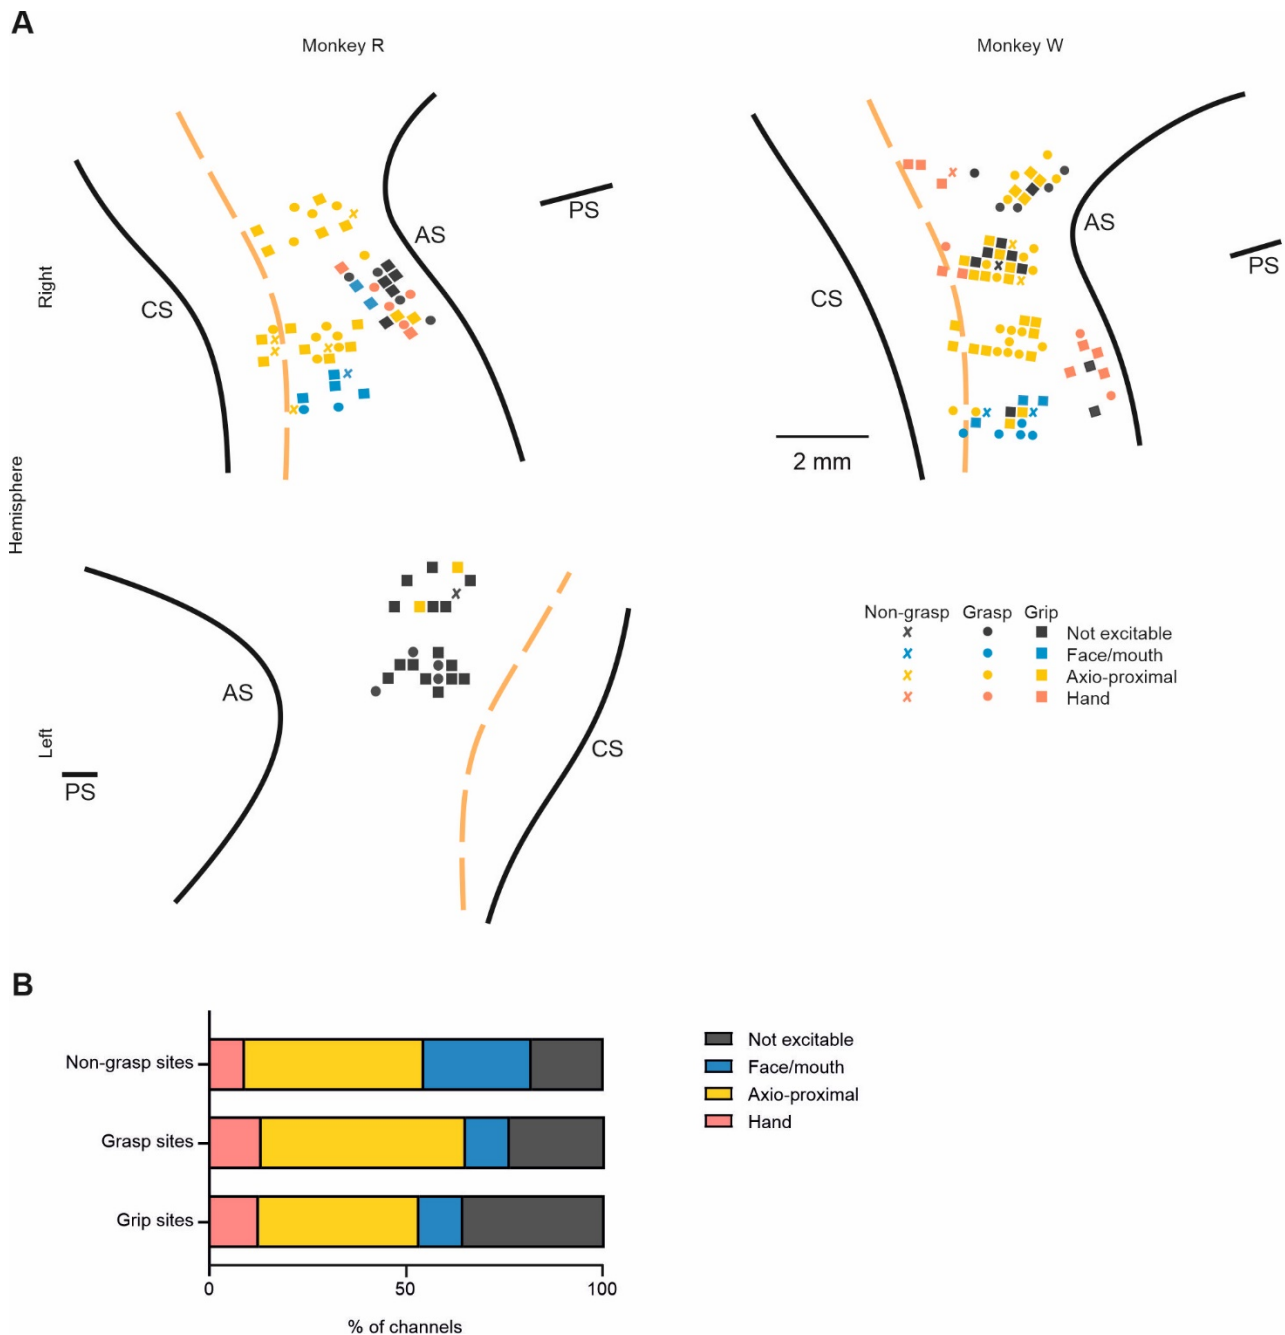 A
Monkey R
Monkey W
Right
Hemisphere
Left
CS
AS
PS
CS
AS
PS
2 mm
AS
CS
PS
Non-grasp Grasp Grip
Not excitable
Face/mouth
Axio-proximal
Hand
B
Non-grasp sites
Grasp sites
Grip sites
0 50 100
% of channels
Not excitable
Face/mouth
Axio-proximal
Hand